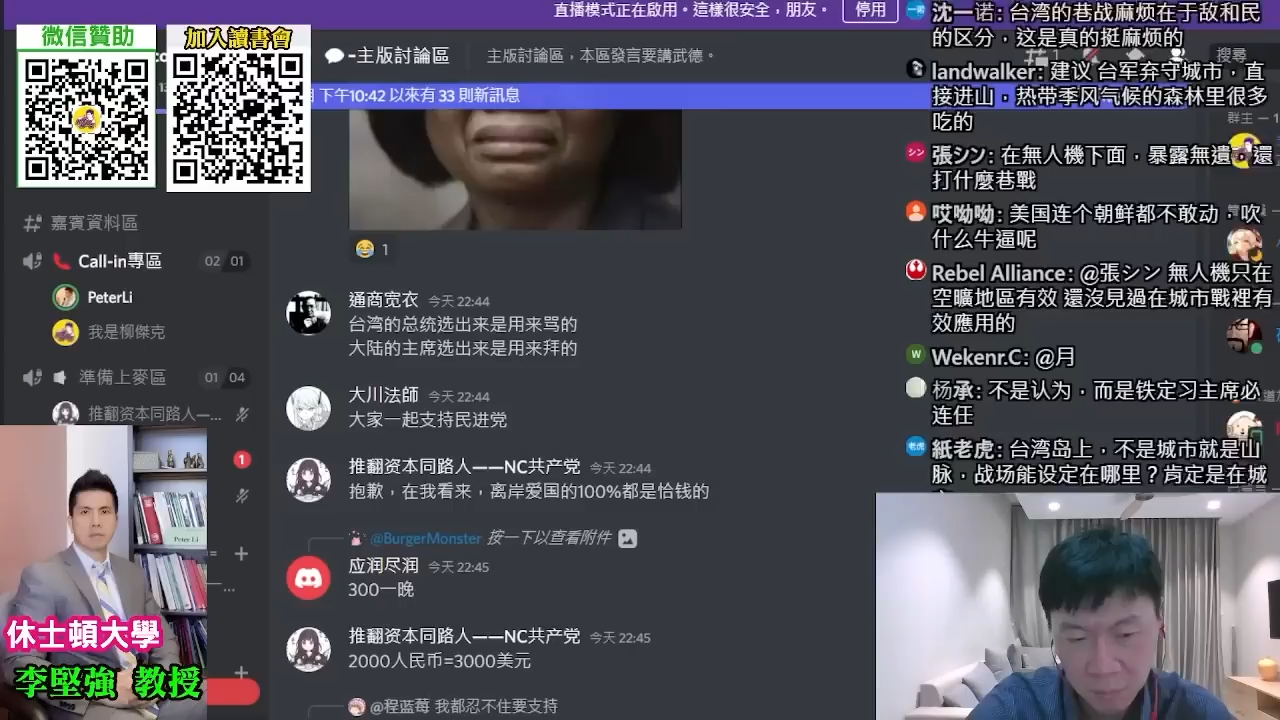 直播模式正在啟用。這樣很安全，朋友。
停用
微信贊助
加入讀書會
-主版討論區
主版討論區，本區發言要講武德。
搜尋
下午10:42 以來有 33 則新訊息
嘉賓資料區
Call-in專區
02 01
PeterLi
我是柳傑克
準備上麥區
01 04
推翻资本同路人—...
1
😂 1
通商宽衣 今天 22:44
台湾的总统选出来是用来骂的
大陆的主席选出来是用来拜的
大川法師 今天 22:44
大家一起支持民进党
推翻资本同路人——NC共产党 今天 22:44
抱歉，在我看来，离岸爱国的100%都是恰钱的
@BurgerMonster 按一下以查看附件
应润尽润 今天 22:45
300一晚
推翻资本同路人——NC共产党 今天 22:45
2000人民币=3000美元
@程蓝莓 我都忍不住要支持
沈一诺: 台湾的巷战麻烦在于敌和民
的区分，这是真的挺麻烦的
landwalker: 建议 台军弃守城市，直
接进山，热带季风气候的森林里很多
吃的
群主 — 1
シン
張シン: 在無人機下面，暴露無遺，還
打什麼巷戰
哎呦呦: 美国连个朝鲜都不敢动，吹
什么牛逼呢
Rebel Alliance: @張シン 無人機只在
空曠地區有效 還沒見過在城市戰裡有
效應用的
W
Wekenr.C: @月
杨承: 不是认为，而是铁定习主席必
连任
老虎
紙老虎: 台湾岛上，不是城市就是山
脉，战场能设定在哪里？肯定是在城
Peter Li
休士頓大學
李堅強 教授